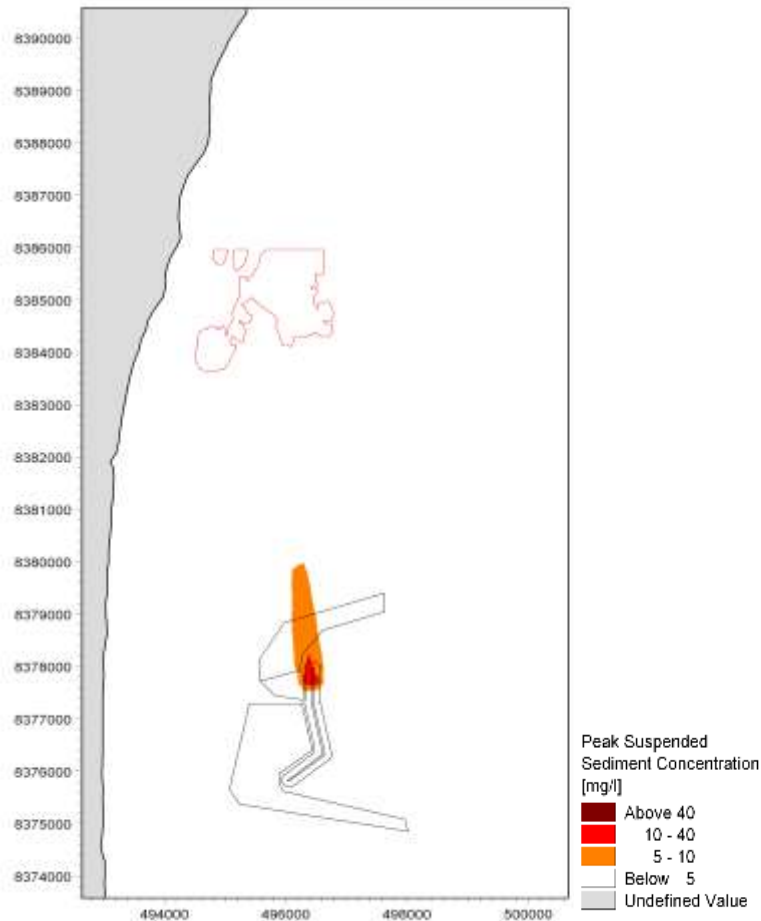 8390000
8389000
8388000
8387000
8386000
8385000
8384000
8383000
8382000
8381000
8380000
8379000
8378000
8377000
8376000
8375000
8374000
494000 496000 498000 500000
Peak Suspended
Sediment Concentration
[mg/l]
Above 40
10 - 40
5 - 10
Below 5
Undefined Value